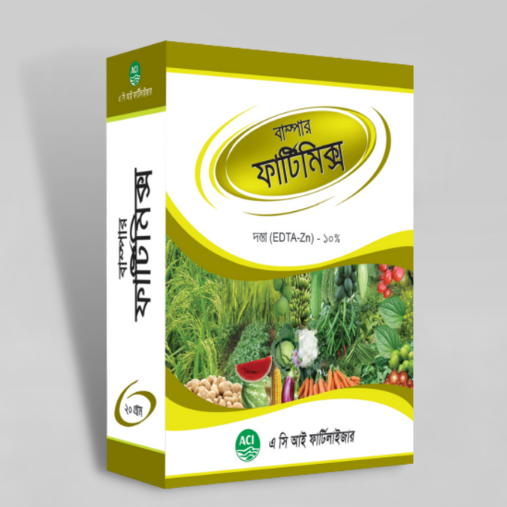 ACI
এ সি আই ফার্টিলাইজার
বাম্পার
ফার্টিমিক্স
২০ গ্রাম
বাম্পার
ফার্টিমিক্স
দস্তা (EDTA-Zn) - ১০%
ACI
এ সি আই ফার্টিলাইজার